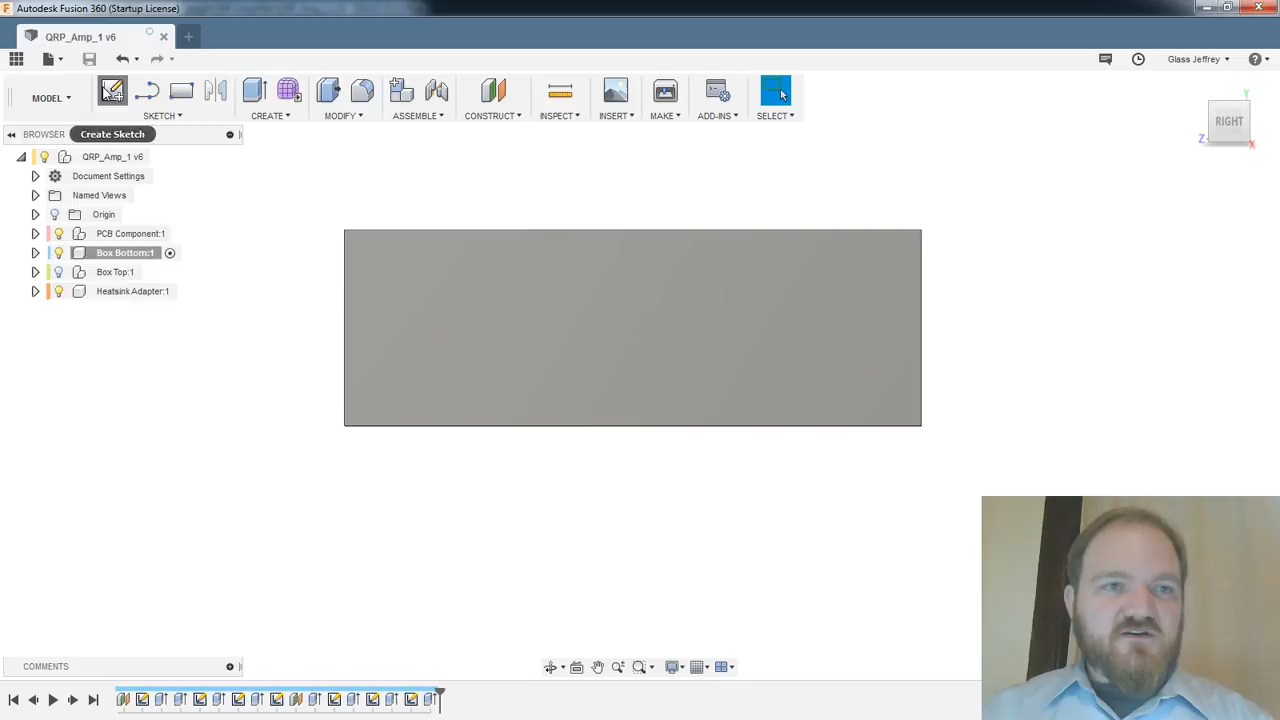 Autodesk Fusion 360 (Startup License)
QRP_Amp_1 v6
Glass Jeffrey
MODEL
SKETCH
CREATE
MODIFY
ASSEMBLE
CONSTRUCT
INSPECT
INSERT
MAKE
ADD-INS
SELECT
BROWSER
Create Sketch
QRP_Amp_1 v6
Document Settings
Named Views
Origin
PCB Component:1
Box Bottom:1
Box Top:1
Heatsink Adapter:1
Y
RIGHT
Z
X
COMMENTS